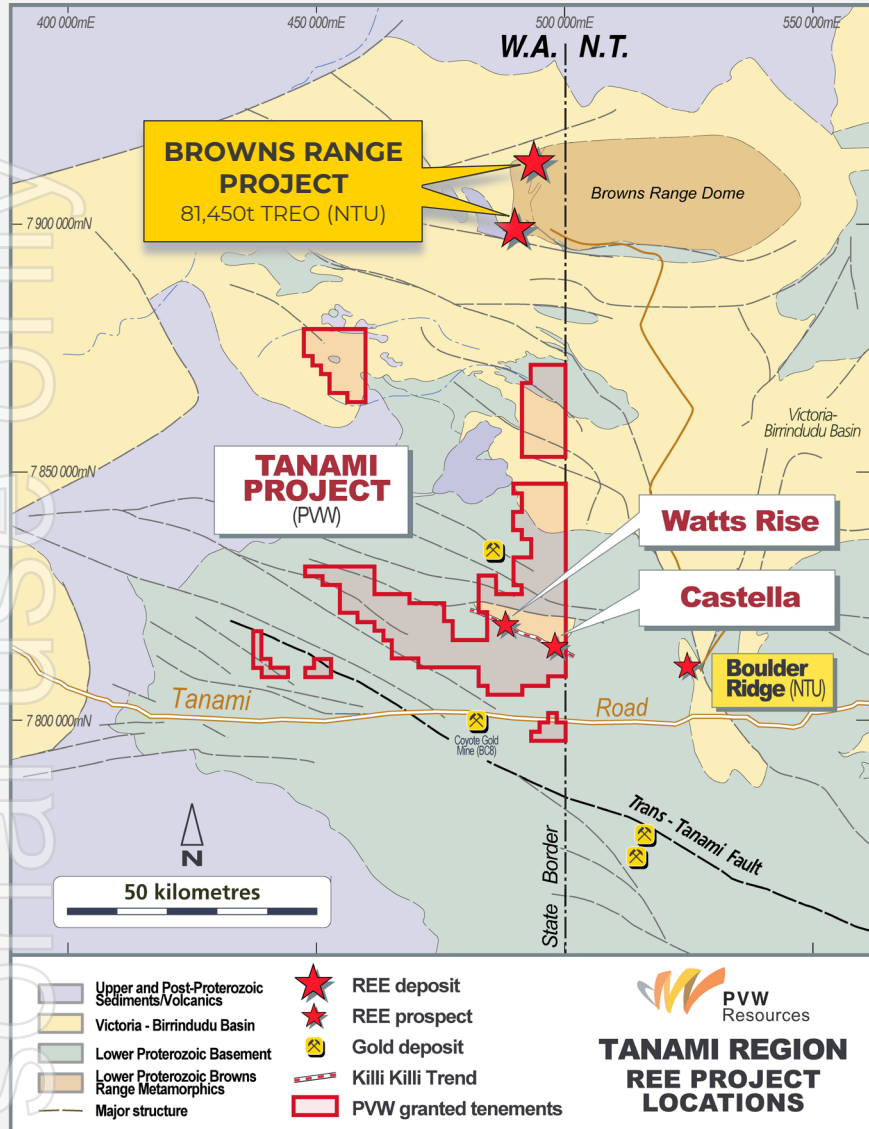 400 000mE
450 000mE
500 000mE
550 000mE
W.A.
N.T.
BROWNS RANGE
PROJECT
81,450t TREO (NTU)
Browns Range Dome
7 900 000mN
Victoria-
Birrindudu Basin
7 850 000mN
TANAMI
PROJECT
(PVW)
Watts Rise
Castella
Boulder
Ridge (NTU)
Tanami
Road
7 800 000mN
Coyote Gold
Mine (BC8)
Trans - Tanami Fault
State Border
N
50 kilometres
Upper and Post-Proterozoic
Sediments/Volcanics
Victoria - Birrindudu Basin
Lower Proterozoic Basement
Lower Proterozoic Browns
Range Metamorphics
Major structure
REE deposit
REE prospect
Gold deposit
Killi Killi Trend
PVW granted tenements
PVW
Resources
TANAMI REGION
REE PROJECT
LOCATIONS
sonal use only